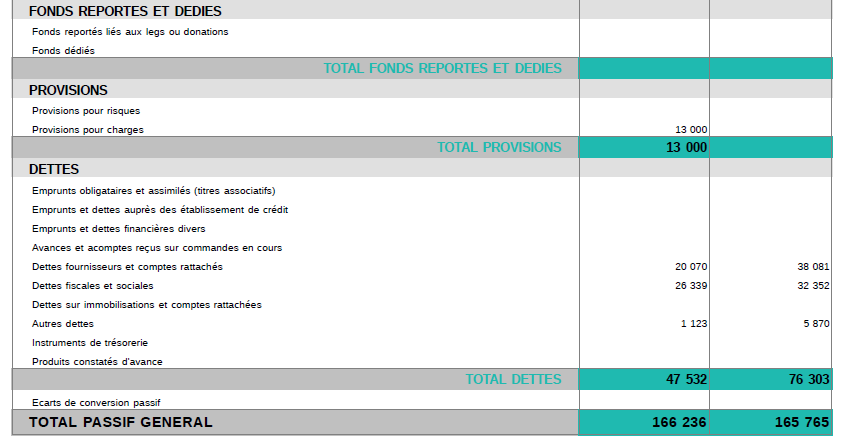 FONDS REPORTES ET DEDIES
Fonds reportés liés aux legs ou donations
Fonds dédiés
TOTAL FONDS REPORTES ET DEDIES
PROVISIONS
Provisions pour risques
Provisions pour charges 13 000
TOTAL PROVISIONS 13 000
DETTES
Emprunts obligataires et assimilés (titres associatifs)
Emprunts et dettes auprès des établissement de crédit
Emprunts et dettes financières divers
Avances et acomptes reçus sur commandes en cours
Dettes fournisseurs et comptes rattachés 20 070 38 081
Dettes fiscales et sociales 26 339 32 352
Dettes sur immobilisations et comptes rattachées
Autres dettes 1 123 5 870
Instruments de trésorerie
Produits constatés d'avance
TOTAL DETTES 47 532 76 303
Ecarts de conversion passif
TOTAL PASSIF GENERAL 166 236 165 765